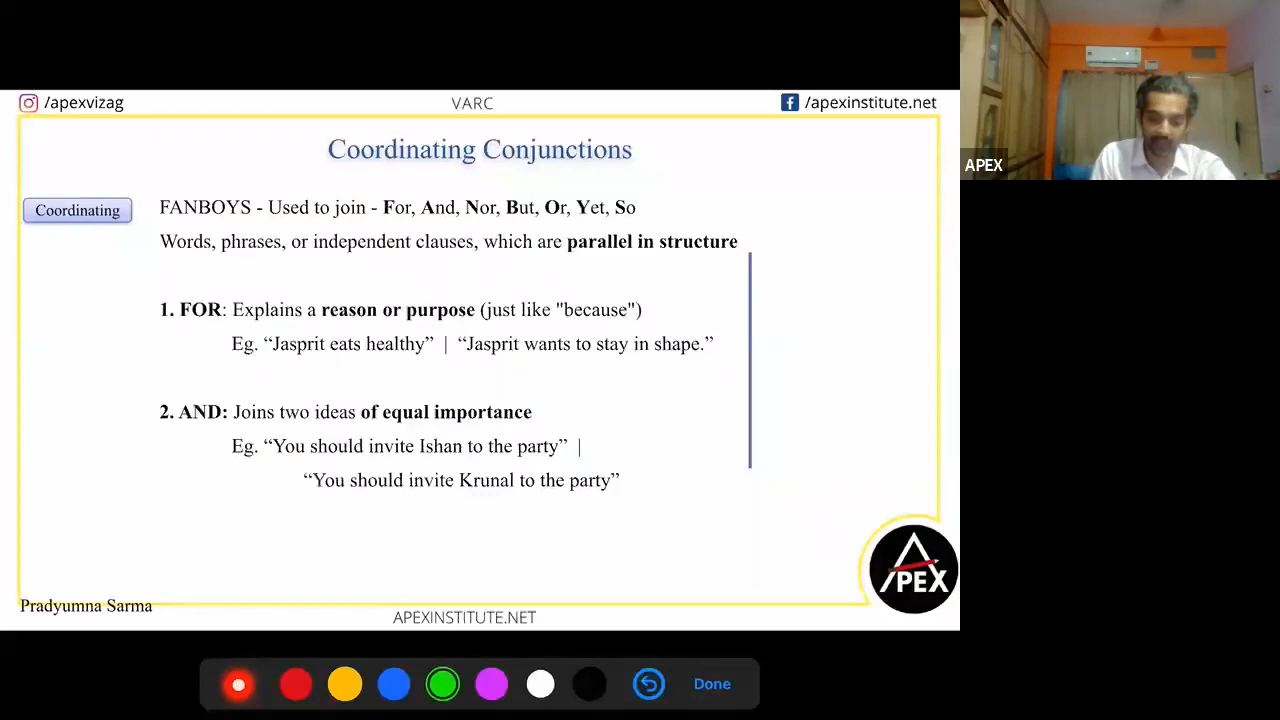 /apexvizag
VARC
/apexinstitute.net
Coordinating Conjunctions
Coordinating
FANBOYS - Used to join - For, And, Nor, But, Or, Yet, So
Words, phrases, or independent clauses, which are parallel in structure
1. FOR: Explains a reason or purpose (just like "because")
Eg. “Jasprit eats healthy” | “Jasprit wants to stay in shape.”
2. AND: Joins two ideas of equal importance
Eg. “You should invite Ishan to the party” |
“You should invite Krunal to the party”
APEX
Pradyumna Sarma
APEXINSTITUTE.NET
APEX
Done